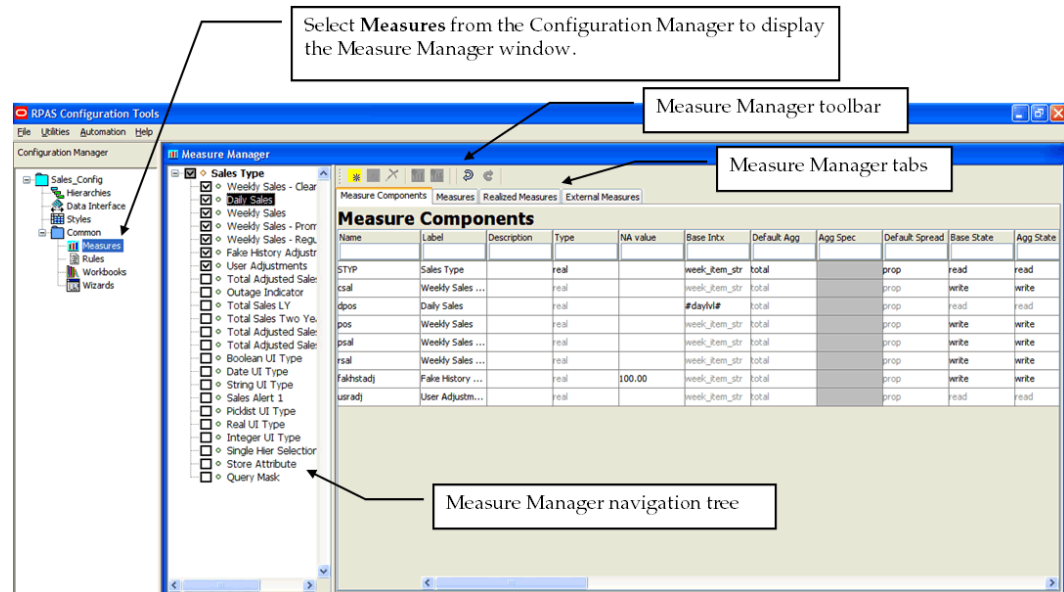 Select Measures from the Configuration Manager to display
the Measure Manager window.
Measure Manager toolbar
RPAS Configuration Tools
File Utilities Automation Help
Configuration Manager
Measure Manager
Measure Manager tabs
Sales_Config
Hierarchies
Data Interface
Styles
Common
Measures
Rules
Workbooks
Wizards
Sales Type
Weekly Sales - Clear
Daily Sales
Weekly Sales
Weekly Sales - Prom
Weekly Sales - Regu
Fake History Adjustr
User Adjustments
Total Adjusted Sale
Outage Indicator
Total Sales LY
Total Sales Two Ye
Total Adjusted Sale
Total Adjusted Sale
Boolean UI Type
Date UI Type
String UI Type
Sales Alert 1
Picklist UI Type
Real UI Type
Integer UI Type
Single Hier Selection
Store Attribute
Query Mask
Measure Components Measures Realized Measures External Measures
Measure Components
Name Label Description Type NA value Base Intx Default Agg Agg Spec Default Spread Base State Agg State
STYP Sales Type real week_item_str total prop read read
csal Weekly Sales ... real week_item_str total prop write write
dpos Daily Sales real #daylvl# total prop read read
pos Weekly Sales real week_item_str total prop write write
psal Weekly Sales ... real week_item_str total prop write write
rsal Weekly Sales ... real week_item_str total prop write write
fakhstadj Fake History ... real 100.00 week_item_str total prop write write
usradj User Adjustm... real week_item_str total prop read read
Measure Manager navigation tree